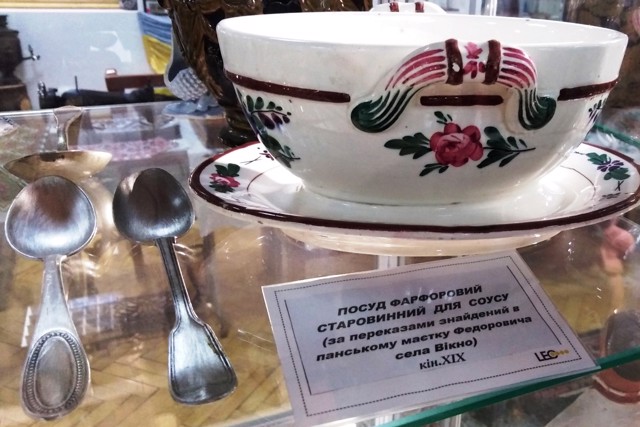 ПОСУД ФАРФОРОВИЙ
СТАРОВИННИЙ ДЛЯ СОУСУ
(за переказами знайдений в
панському маєтку Федоровича
села Вікно)
кін.XIX
LEO